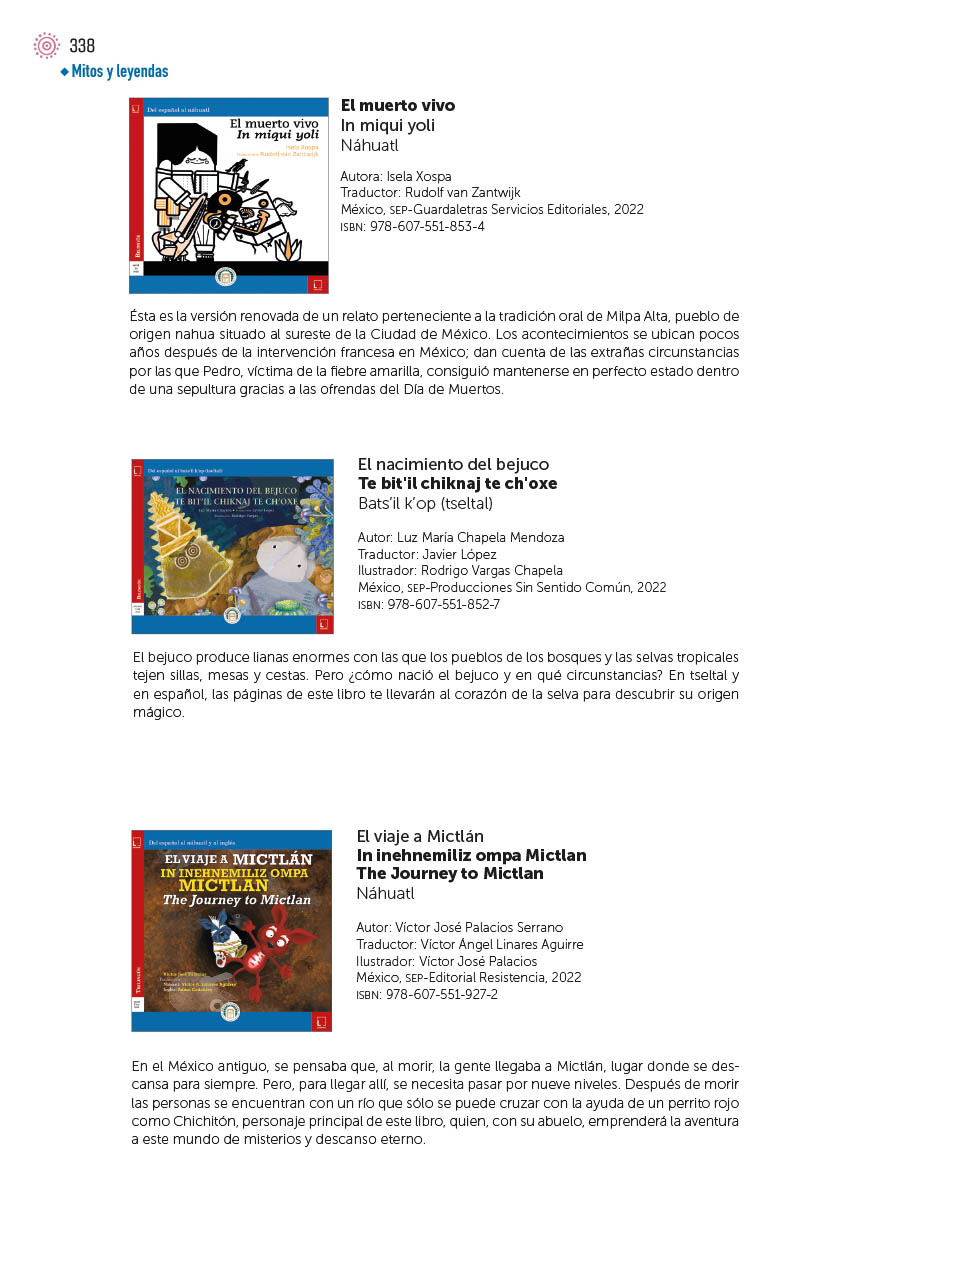 338
Mitos y leyendas
Del español al náhuatl
El muerto vivo
In miqui yoli
Isela Xospa
Rudolf van Zantwijk
Bilingüe
El muerto vivo
In miqui yoli
Náhuatl
Autora: Isela Xospa
Traductor: Rudolf van Zantwijk
México, SEP-Guardaletras Servicios Editoriales, 2022
ISBN: 978-607-551-853-4
Ésta es la versión renovada de un relato perteneciente a la tradición oral de Milpa Alta, pueblo de
origen nahua situado al sureste de la Ciudad de México. Los acontecimientos se ubican pocos
años después de la intervención francesa en México; dan cuenta de las extrañas circunstancias
por las que Pedro, víctima de la fiebre amarilla, consiguió mantenerse en perfecto estado dentro
de una sepultura gracias a las ofrendas del Día de Muertos.
Del español al bats'il k'op (tseltal)
EL NACIMIENTO DEL BEJUCO
TE BIT'IL CHIKNAJ TE CH'OXE
Bilingüe
El nacimiento del bejuco
Te bit'il chiknaj te ch'oxe
Bats’il k’op (tseltal)
Autor: Luz María Chapela Mendoza
Traductor: Javier López
Ilustrador: Rodrigo Vargas Chapela
México, SEP-Producciones Sin Sentido Común, 2022
ISBN: 978-607-551-852-7
El bejuco produce lianas enormes con las que los pueblos de los bosques y las selvas tropicales
tejen sillas, mesas y cestas. Pero ¿cómo nació el bejuco y en qué circunstancias? En tseltal y
en español, las páginas de este libro te llevarán al corazón de la selva para descubrir su origen
mágico.
Del español al náhuatl y al inglés
EL VIAJE A MICTLÁN
IN INEHNEMILIZ OMPA
MICTLAN
The Journey to Mictlan
Trilingüe
El viaje a Mictlán
In inehnemiliz ompa Mictlan
The Journey to Mictlan
Náhuatl
Autor: Víctor José Palacios Serrano
Traductor: Víctor Ángel Linares Aguirre
Ilustrador: Víctor José Palacios
México, SEP-Editorial Resistencia, 2022
ISBN: 978-607-551-927-2
En el México antiguo, se pensaba que, al morir, la gente llegaba a Mictlán, lugar donde se des-
cansa para siempre. Pero, para llegar allí, se necesita pasar por nueve niveles. Después de morir
las personas se encuentran con un río que sólo se puede cruzar con la ayuda de un perrito rojo
como Chichitón, personaje principal de este libro, quien, con su abuelo, emprenderá la aventura
a este mundo de misterios y descanso eterno.